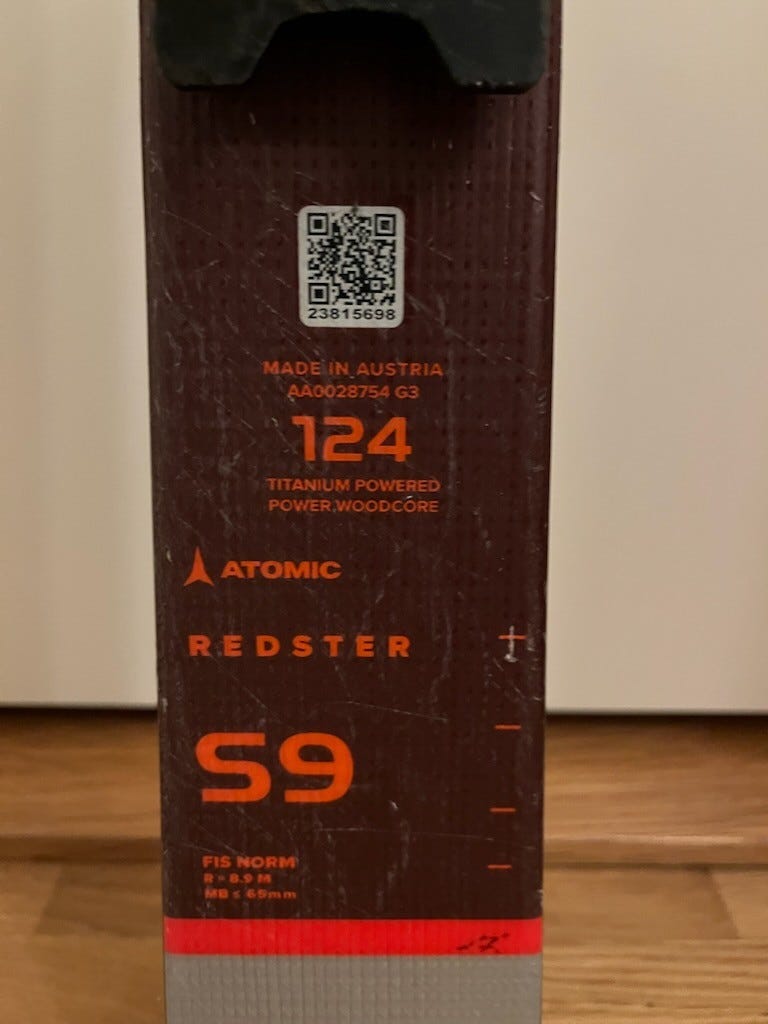 23815698
MADE IN AUSTRIA
AA0028754 G3
124
TITANIUM POWERED
POWER WOODCORE
ATOMIC
REDSTER
S9
FIS NORM
R = 8.9 M
MB ≤ 65mm